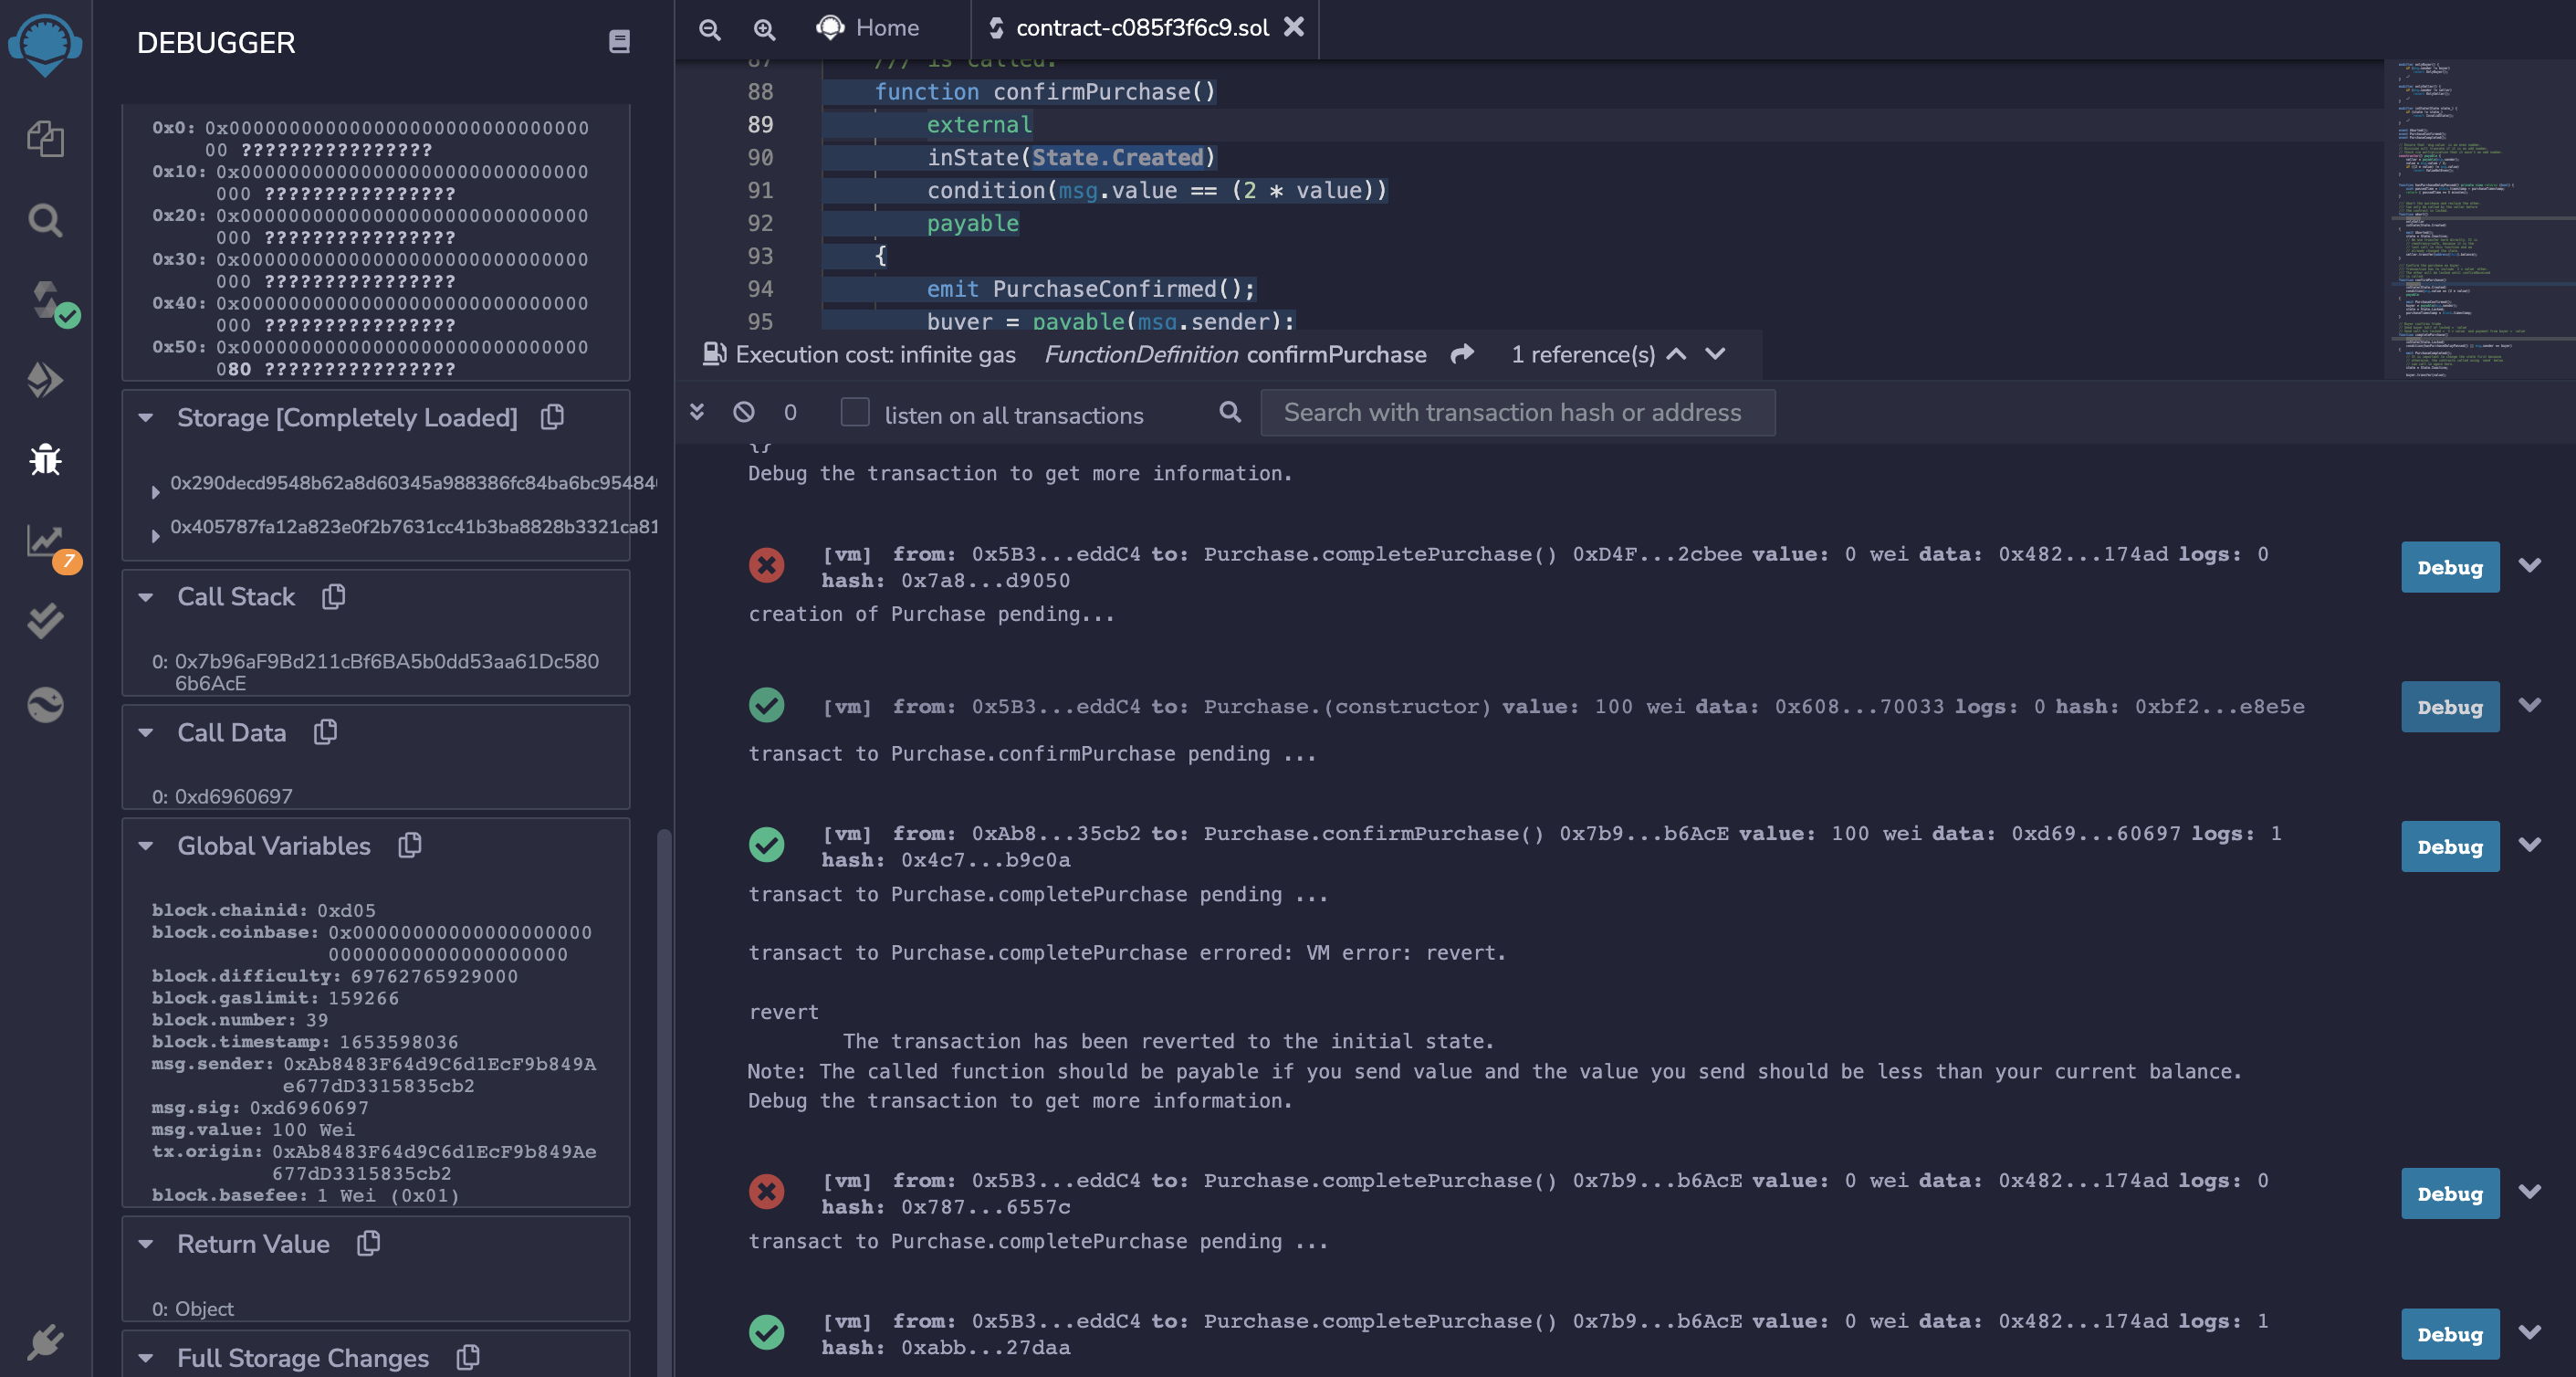 DEBUGGER
0x0: 0x00000000000000000000000000000000 ????????????????
0x10: 0x00000000000000000000000000000000 ????????????????
0x20: 0x00000000000000000000000000000000 ????????????????
0x30: 0x00000000000000000000000000000000 ????????????????
0x40: 0x00000000000000000000000000000000 ????????????????
0x50: 0x00000000000000000000000000000080 ????????????????
Storage [Completely Loaded]
0x290decd9548b62a8d60345a988386fc84ba6bc95484
0x405787fa12a823e0f2b7631cc41b3ba8828b3321ca81
Call Stack
0: 0x7b96aF9Bd211cBf6BA5b0dd53aa61Dc580
6b6AcE
Call Data
0: 0xd6960697
Global Variables
block.chainid: 0xd05
block.coinbase: 0x00000000000000000000
00000000000000000000
block.difficulty: 69762765929000
block.gaslimit: 159266
block.number: 39
block.timestamp: 1653598036
msg.sender: 0xAb8483F64d9C6d1EcF9b849A
e677dD3315835cb2
msg.sig: 0xd6960697
msg.value: 100 Wei
tx.origin: 0xAb8483F64d9C6d1EcF9b849Ae
677dD3315835cb2
block.basefee: 1 Wei (0x01)
Return Value
0: Object
Full Storage Changes
7
Home
contract-c085f3f6c9.sol
87 /// is called.
88 function confirmPurchase()
89 external
90 inState(State.Created)
91 condition(msg.value == (2 * value))
92 payable
93 {
94 emit PurchaseConfirmed();
95 buyer = payable(msg.sender);
Execution cost: infinite gas FunctionDefinition confirmPurchase 1 reference(s)
0 listen on all transactions Search with transaction hash or address
{}
Debug the transaction to get more information.
[vm] from: 0x5B3...eddC4 to: Purchase.completePurchase() 0xD4F...2cbee value: 0 wei data: 0x482...174ad logs: 0
hash: 0x7a8...d9050
Debug
creation of Purchase pending...
[vm] from: 0x5B3...eddC4 to: Purchase.(constructor) value: 100 wei data: 0x608...70033 logs: 0 hash: 0xbf2...e8e5e
Debug
transact to Purchase.confirmPurchase pending ...
[vm] from: 0xAb8...35cb2 to: Purchase.confirmPurchase() 0x7b9...b6AcE value: 100 wei data: 0xd69...60697 logs: 1
hash: 0x4c7...b9c0a
Debug
transact to Purchase.completePurchase pending ...
transact to Purchase.completePurchase errored: VM error: revert.
revert
The transaction has been reverted to the initial state.
Note: The called function should be payable if you send value and the value you send should be less than your current balance.
Debug the transaction to get more information.
[vm] from: 0x5B3...eddC4 to: Purchase.completePurchase() 0x7b9...b6AcE value: 0 wei data: 0x482...174ad logs: 0
hash: 0x787...6557c
Debug
transact to Purchase.completePurchase pending ...
[vm] from: 0x5B3...eddC4 to: Purchase.completePurchase() 0x7b9...b6AcE value: 0 wei data: 0x482...174ad logs: 1
hash: 0xabb...27daa
Debug